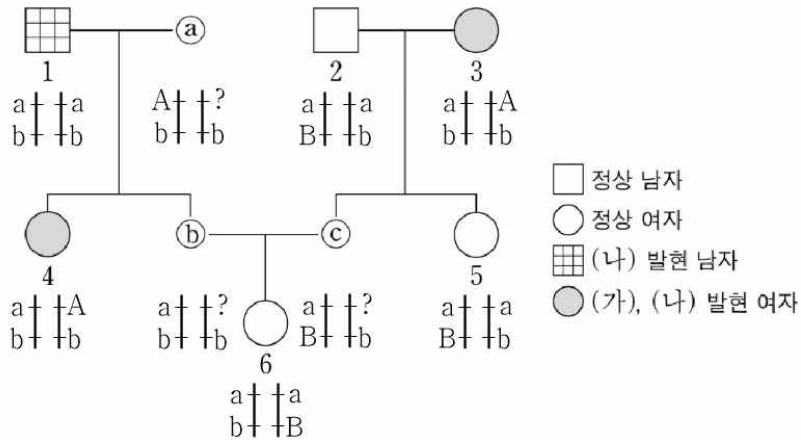 ⓐ
1 2 3
a a A ? a a a A
b b b b B b b b
정상 남자
ⓑ ⓒ
정상 여자
(나) 발현 남자
4 5
(가), (나) 발현 여자
a A a ? a ? a a
b b b b B b B b
6
a a
b B